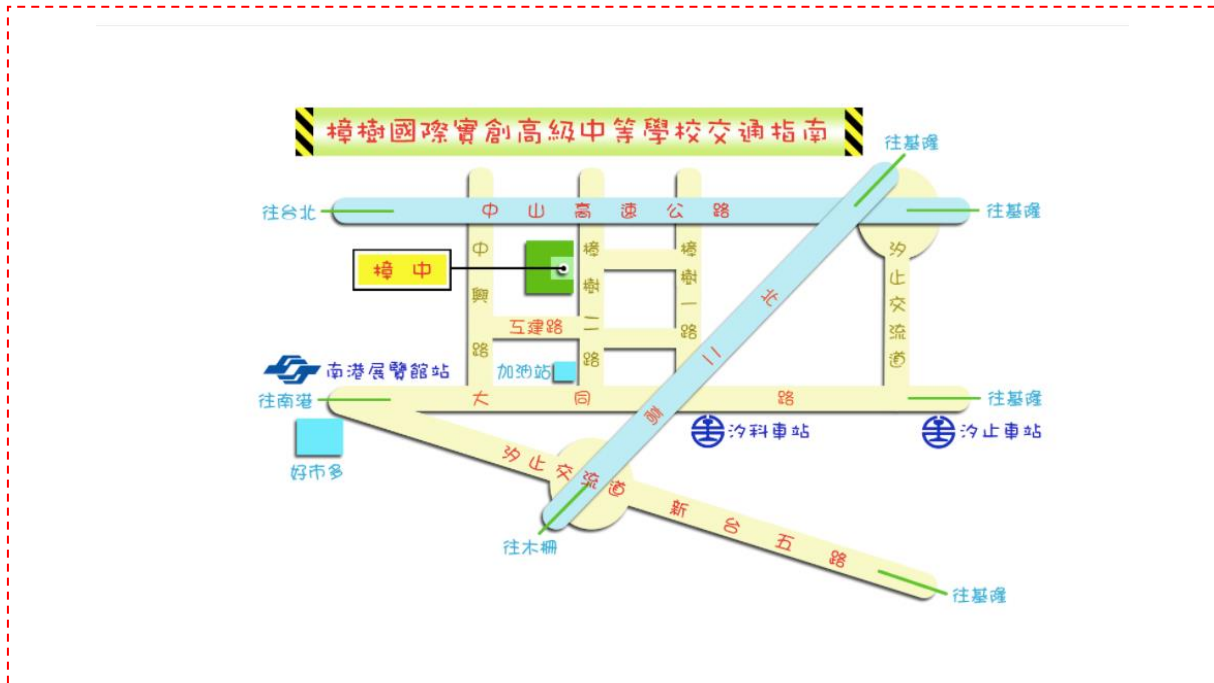 樟樹國際實創高級中等學校交通指南
往基隆
往台北
中山高速公路
往基隆
樟中
中興路
樟樹二路
樟樹一路
北二高
汐止交流道
互建路
南港展覽館站
加油站
往南港
大同路
往基隆
好市多
汐科車站
汐止車站
汐止交流道
新台五路
往木柵
往基隆